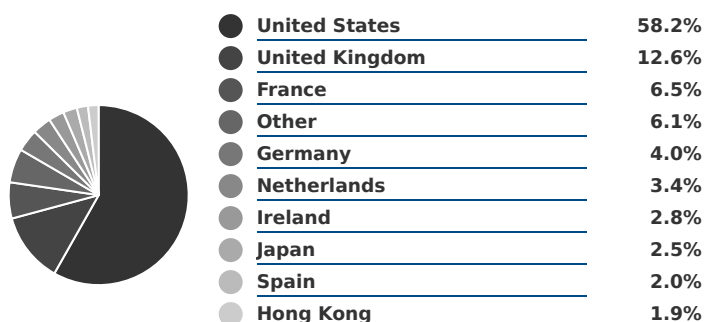 United States 58.2%
United Kingdom 12.6%
France 6.5%
Other 6.1%
Germany 4.0%
Netherlands 3.4%
Ireland 2.8%
Japan 2.5%
Spain 2.0%
Hong Kong 1.9%